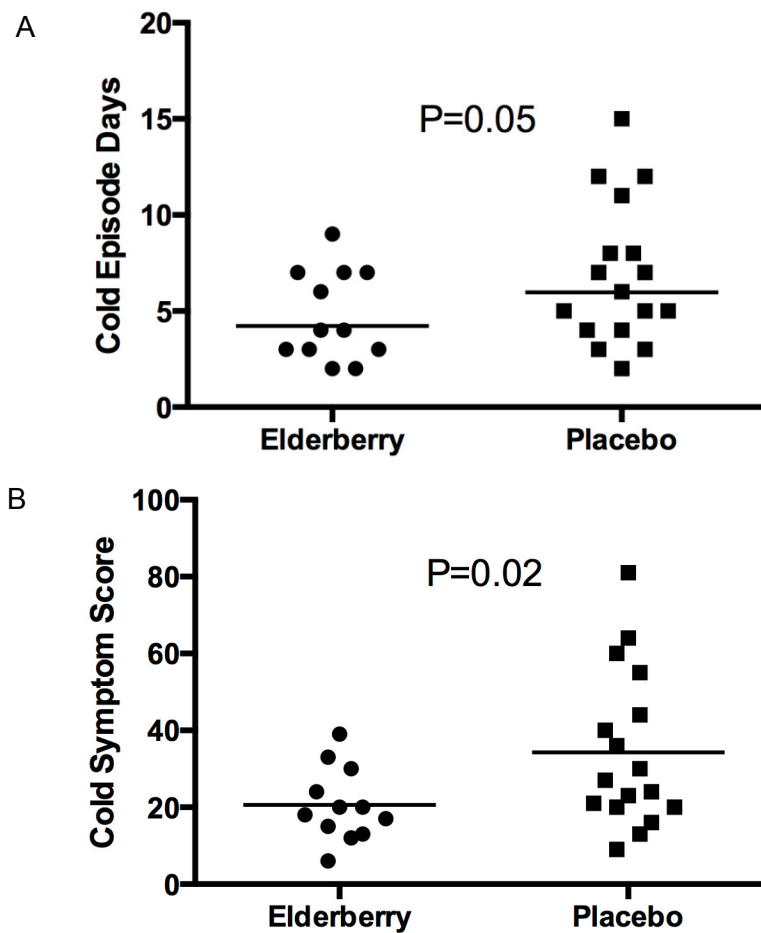 A
20
15
10
5
0
Cold Episode Days
P=0.05
Elderberry
Placebo
B
100
80
60
40
20
0
Cold Symptom Score
P=0.02
Elderberry
Placebo